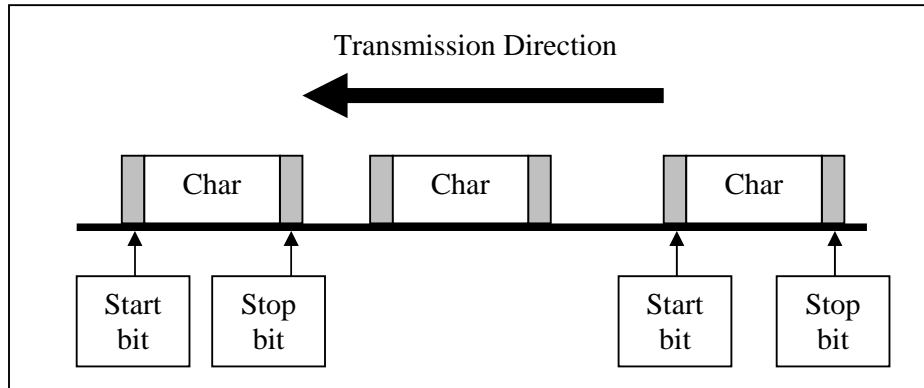 Transmission Direction
Char Char Char
Start bit
Stop bit
Start bit
Stop bit